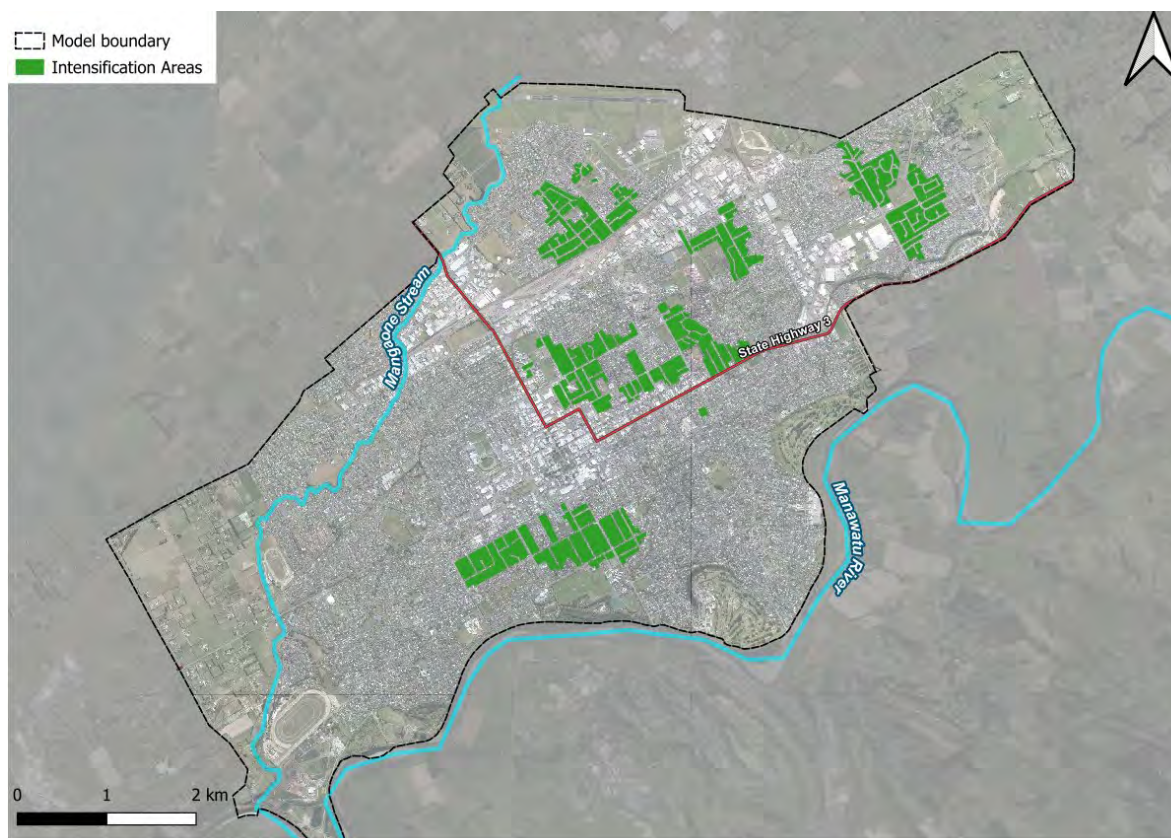 Model boundary
Intensification Areas
Mangaone Stream
State Highway 3
Manawatu River
0 1 2 km